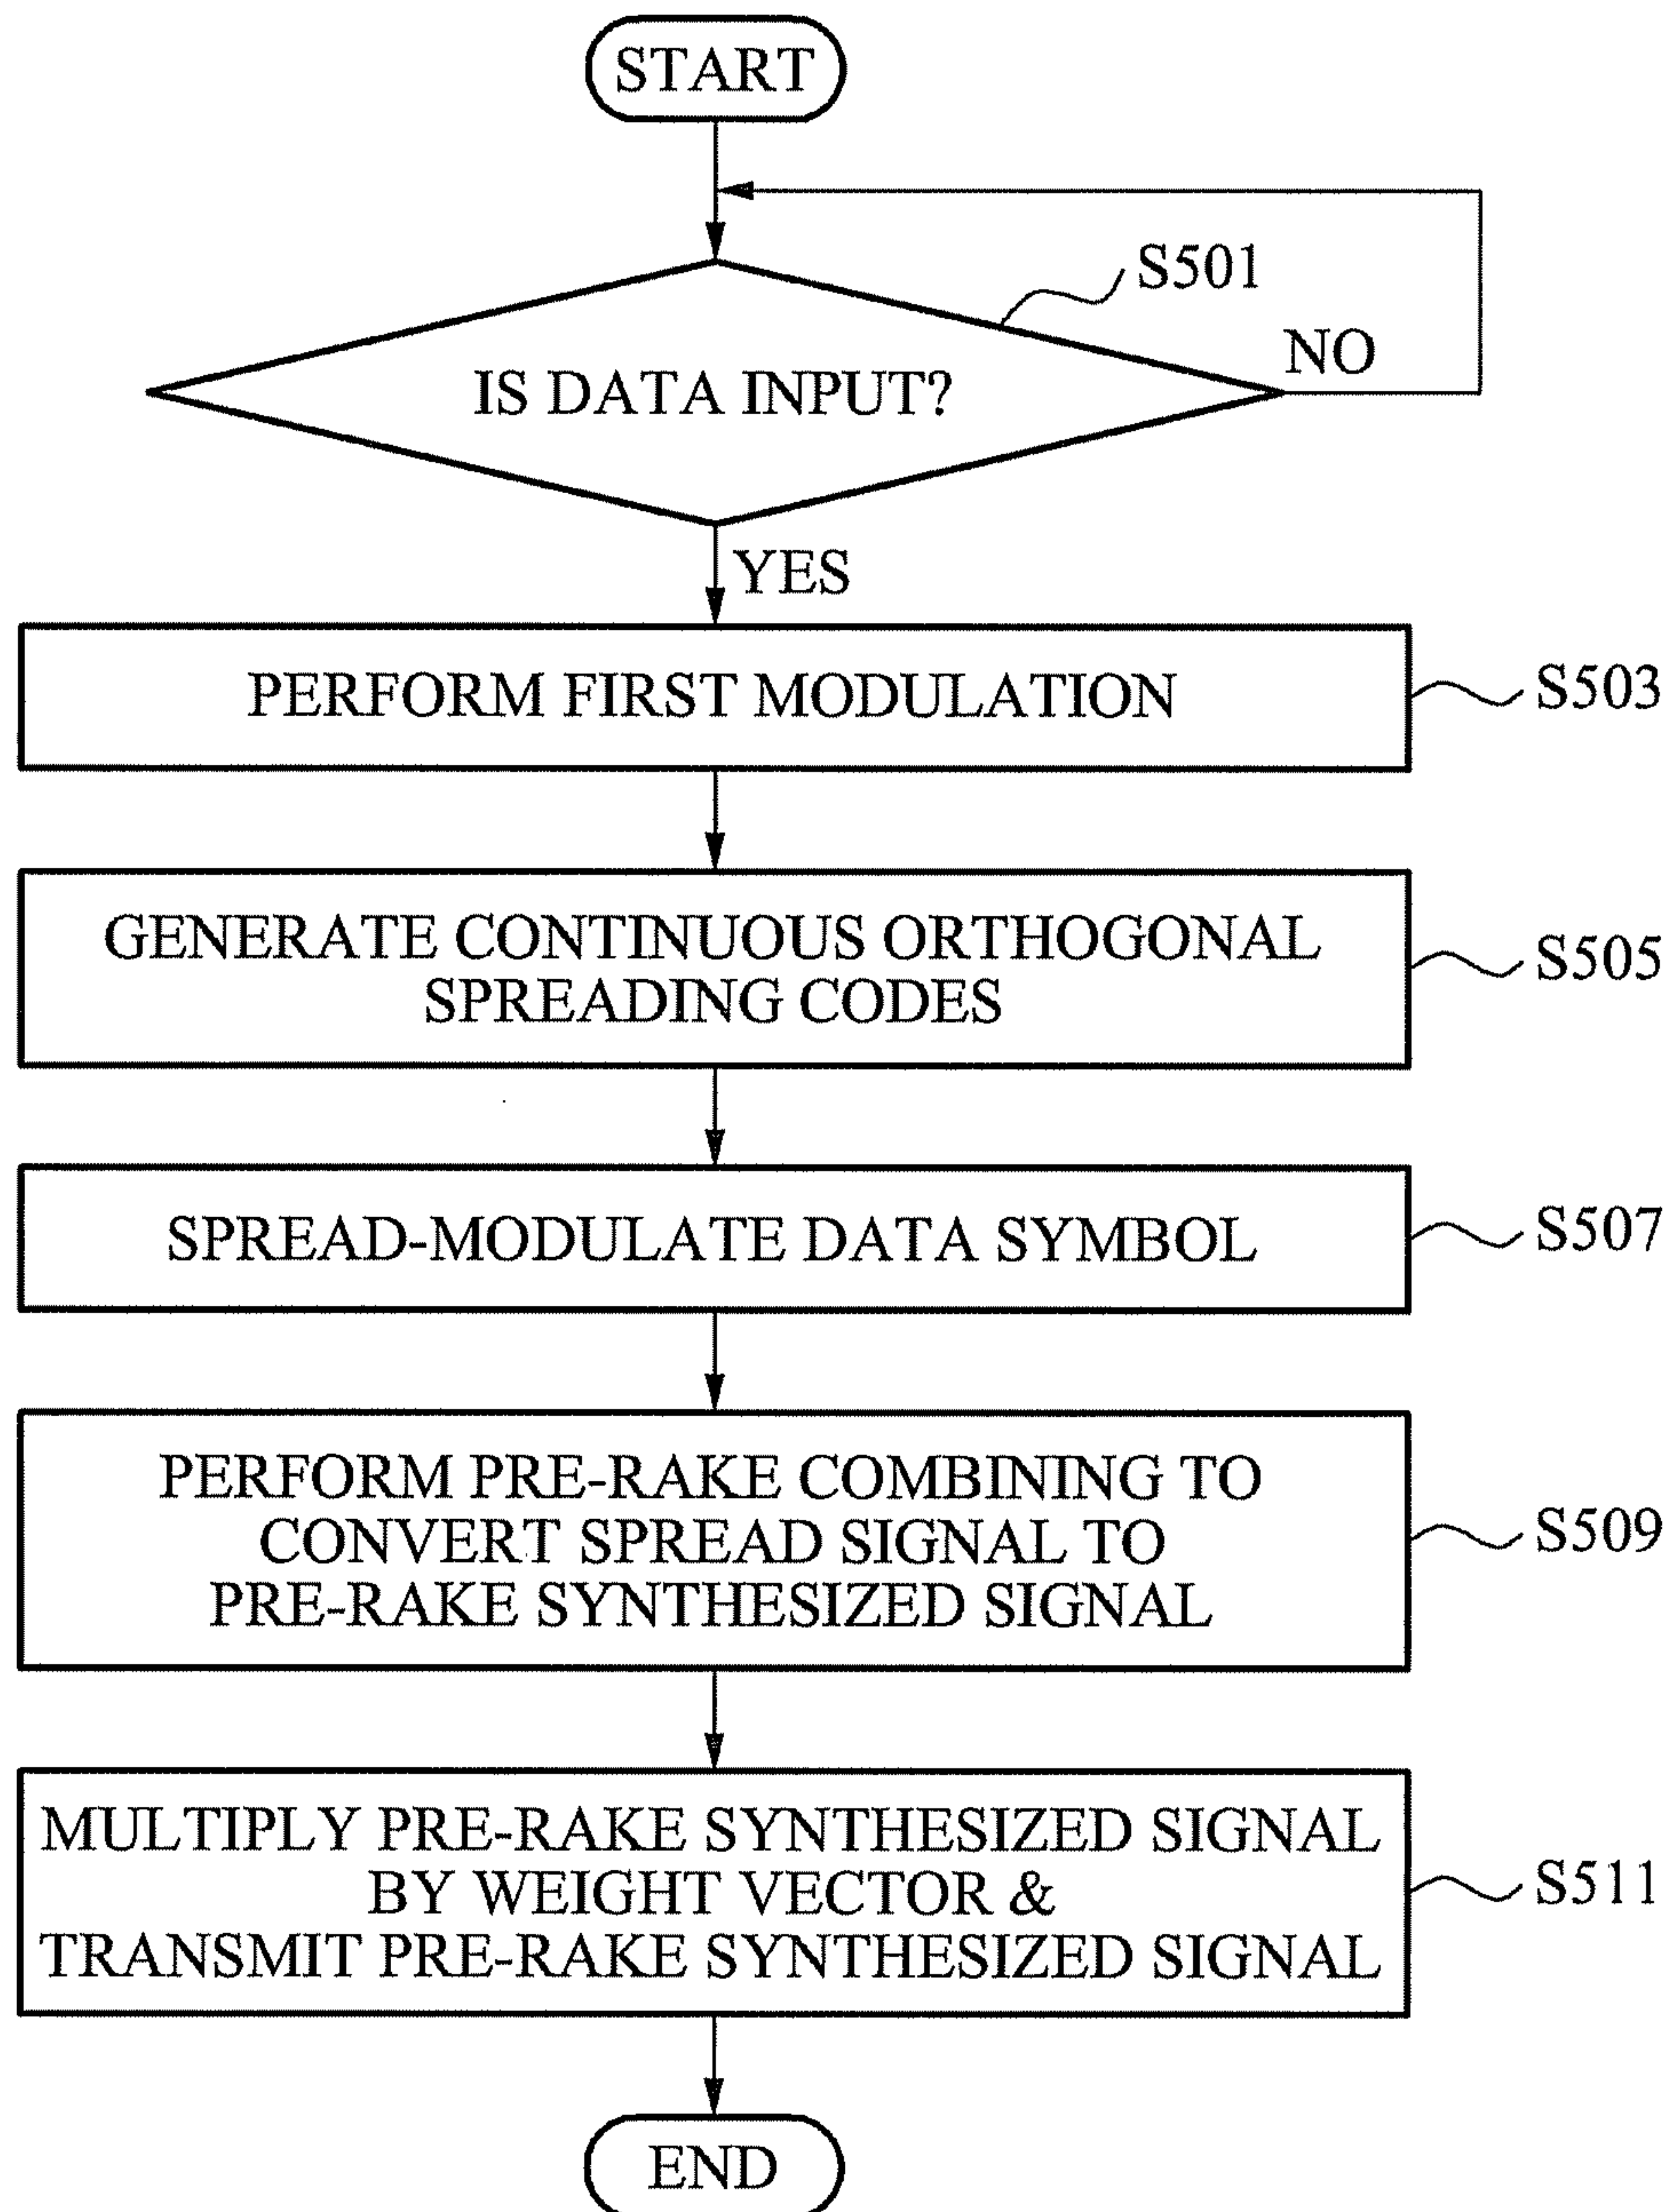 START
S501
NO
IS DATA INPUT?
YES
PERFORM FIRST MODULATION
S503
GENERATE CONTINUOUS ORTHOGONAL
SPREADING CODES
S505
SPREAD-MODULATE DATA SYMBOL
S507
PERFORM PRE-RAKE COMBINING TO
CONVERT SPREAD SIGNAL TO
PRE-RAKE SYNTHESIZED SIGNAL
S509
MULTIPLY PRE-RAKE SYNTHESIZED SIGNAL
BY WEIGHT VECTOR &
TRANSMIT PRE-RAKE SYNTHESIZED SIGNAL
S511
END